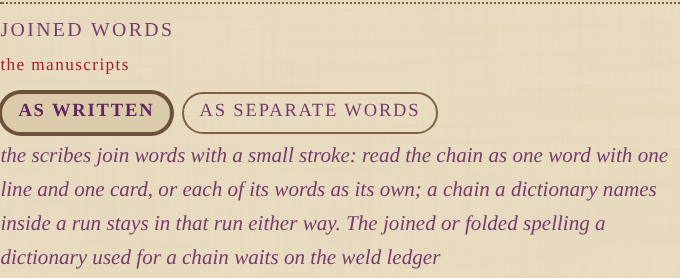 JOINED WORDS
the manuscripts
AS WRITTEN AS SEPARATE WORDS
the scribes join words with a small stroke: read the chain as one word with one
line and one card, or each of its words as its own; a chain a dictionary names
inside a run stays in that run either way. The joined or folded spelling a
dictionary used for a chain waits on the weld ledger